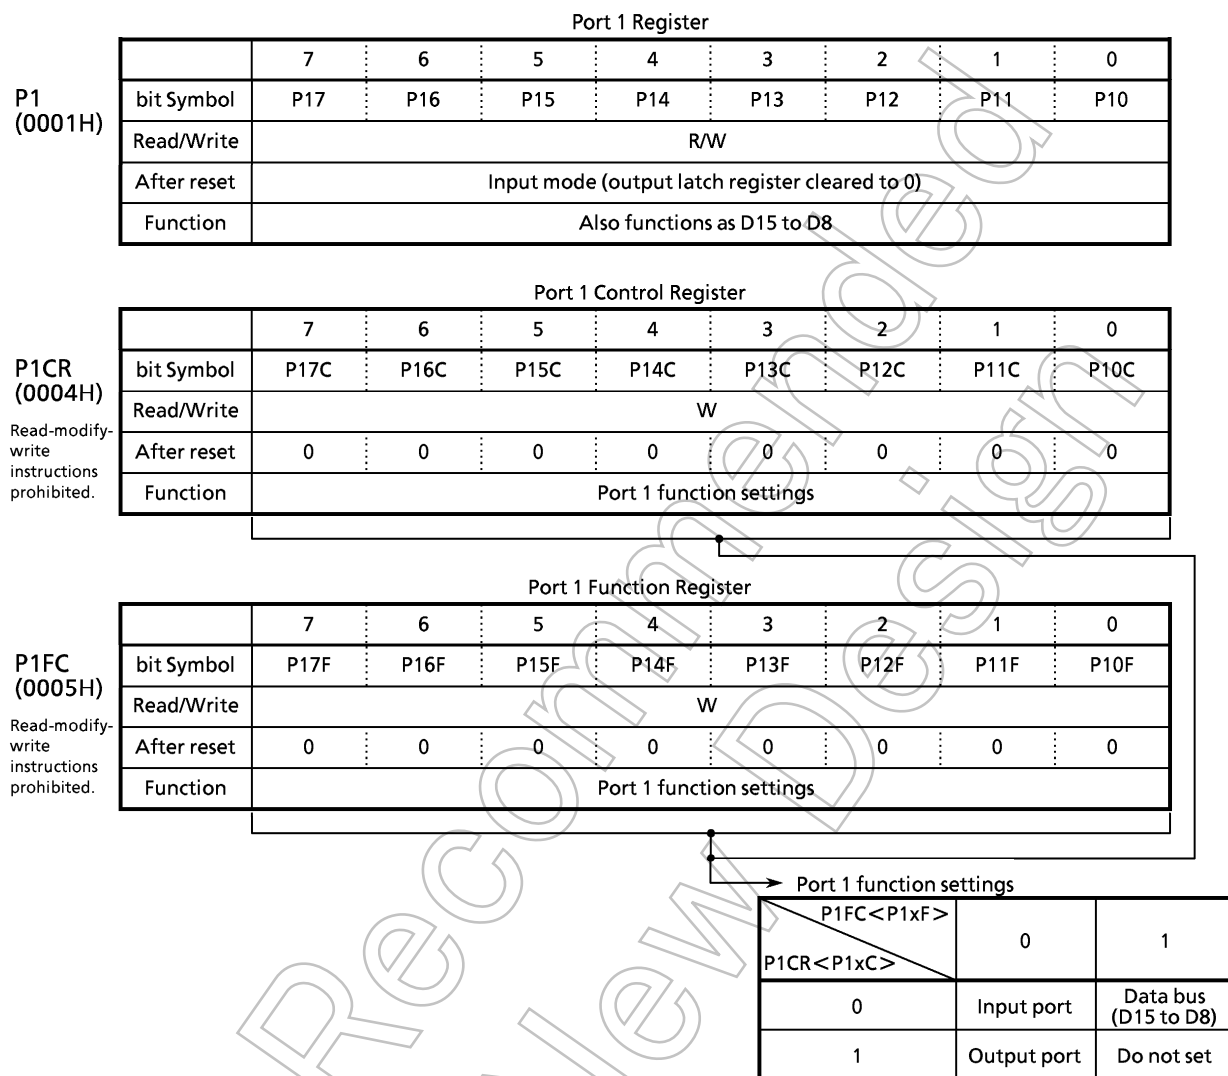 Port 1 Register
7 6 5 4 3 2 1 0
P1
(0001H)
bit Symbol P17 P16 P15 P14 P13 P12 P11 P10
Read/Write R/W
After reset Input mode (output latch register cleared to 0)
Function Also functions as D15 to D8
Port 1 Control Register
7 6 5 4 3 2 1 0
P1CR
(0004H)
Read-modify-
write
instructions
prohibited.
bit Symbol P17C P16C P15C P14C P13C P12C P11C P10C
Read/Write W
After reset 0 0 0 0 0 0 0 0
Function Port 1 function settings
Port 1 Function Register
7 6 5 4 3 2 1 0
P1FC
(0005H)
Read-modify-
write
instructions
prohibited.
bit Symbol P17F P16F P15F P14F P13F P12F P11F P10F
Read/Write W
After reset 0 0 0 0 0 0 0 0
Function Port 1 function settings
Port 1 function settings
P1FC<P1xF> 0 1
P1CR<P1xC>
0 Input port Data bus
(D15 to D8)
1 Output port Do not set
Recommended
New Design